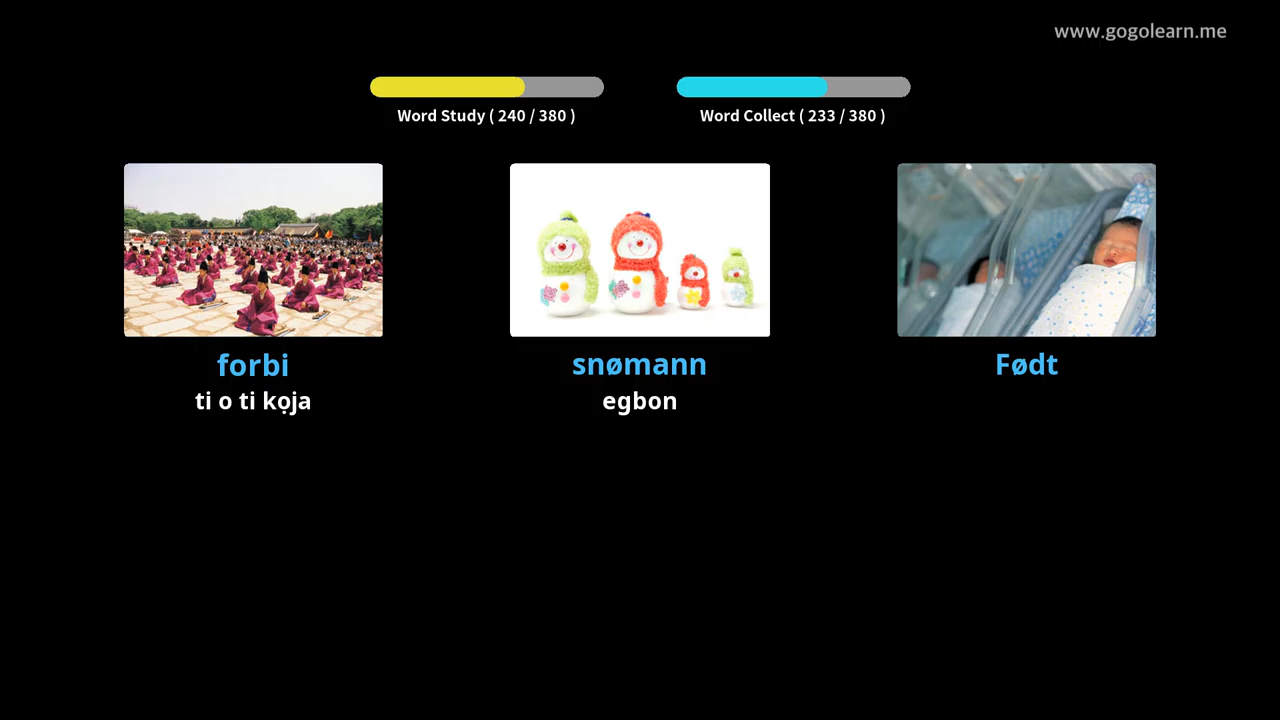 www.gogolearn.me
Word Study ( 240 / 380 )
Word Collect ( 233 / 380 )
forbi
ti o ti kọja
snømann
egbon
Født